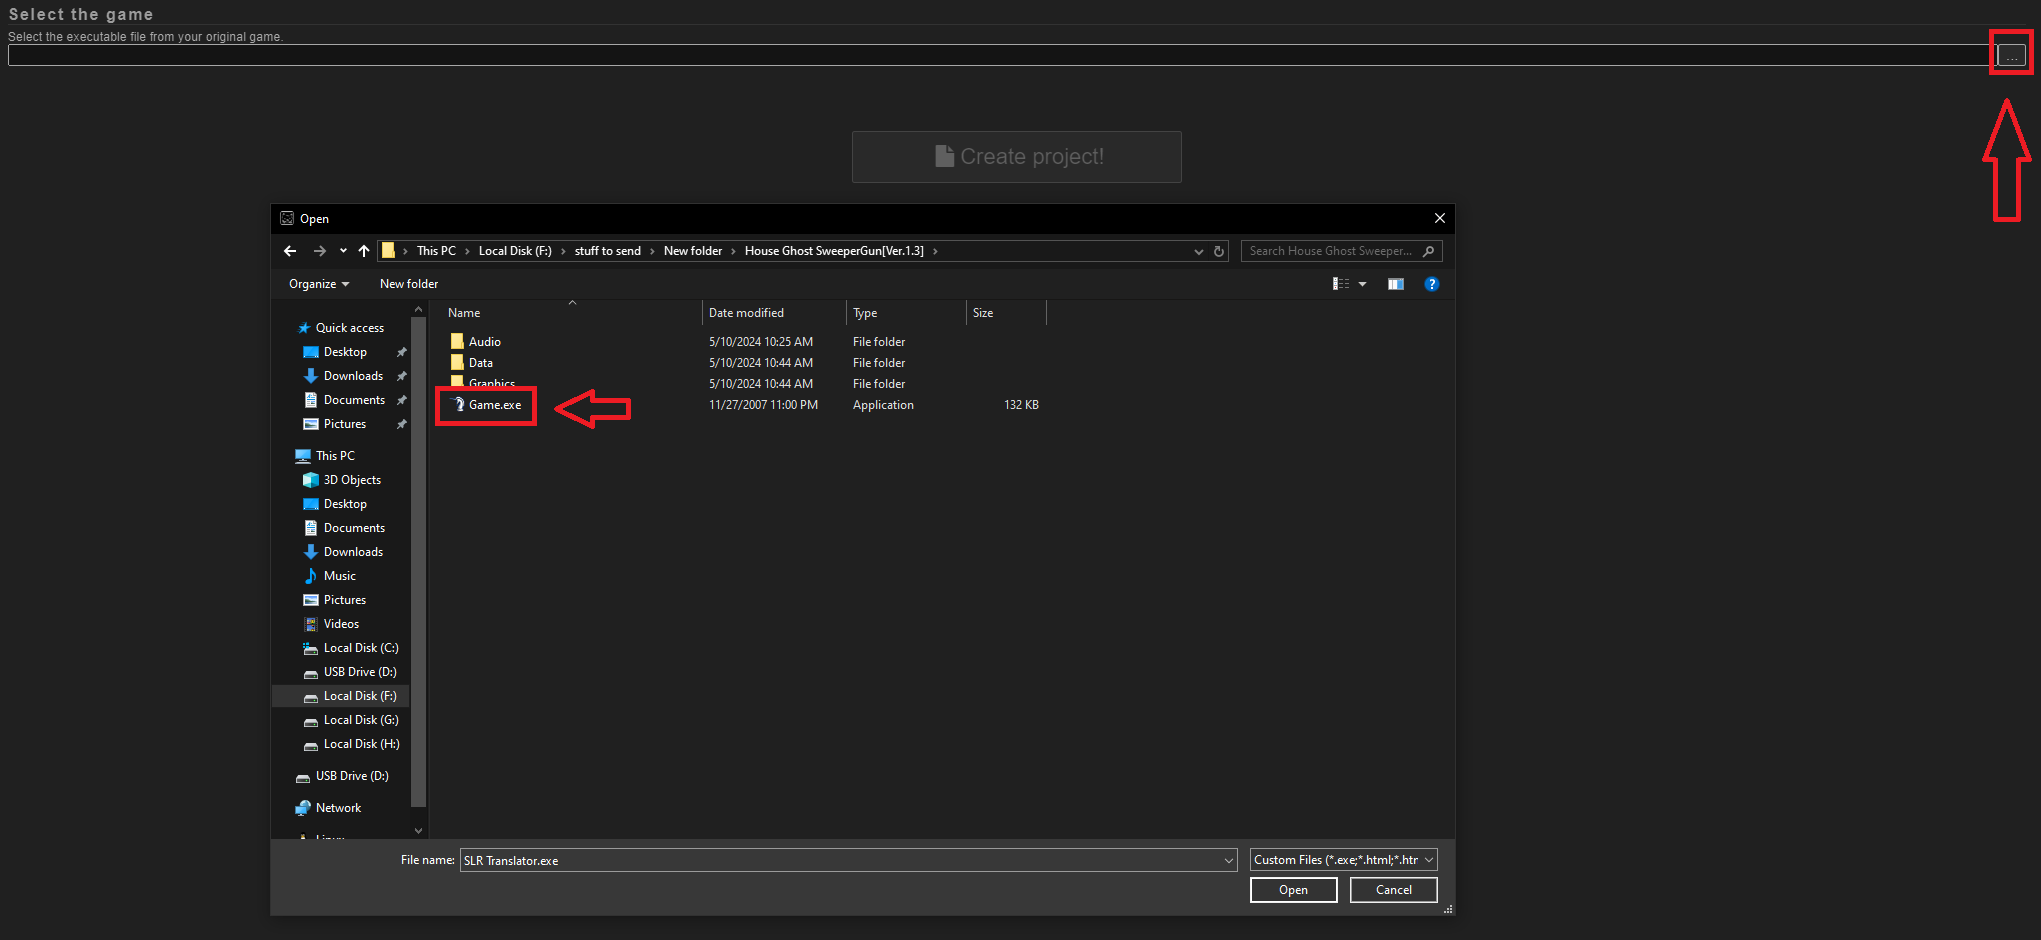 Select the game
Select the executable file from your original game.
...
Create project!
Open
This PC > Local Disk (F:) > stuff to send > New folder > House Ghost SweeperGun[Ver.1.3] >
Search House Ghost Sweeper...
Organize New folder
Name Date modified Type Size
Quick access
Desktop
Downloads
Documents
Pictures
This PC
3D Objects
Desktop
Documents
Downloads
Music
Pictures
Videos
Local Disk (C:)
USB Drive (D:)
Local Disk (F:)
Local Disk (G:)
Local Disk (H:)
USB Drive (D:)
Network
Linux
Audio 5/10/2024 10:25 AM File folder
Data 5/10/2024 10:44 AM File folder
Graphics 5/10/2024 10:44 AM File folder
Game.exe 11/27/2007 11:00 PM Application 132 KB
File name: SLR Translator.exe
Custom Files (*.exe;*.html;*.htr
Open Cancel